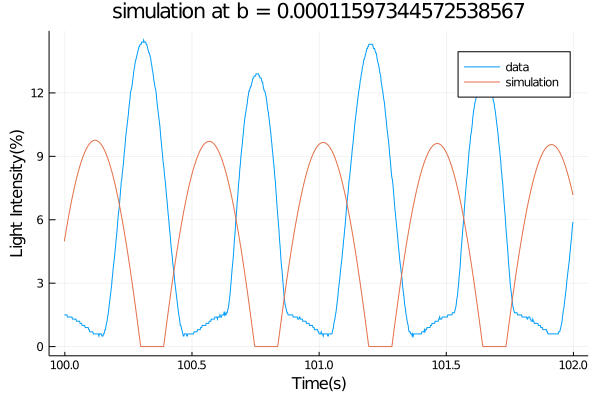 simulation at b = 0.00011597344572538567
data
simulation
12
9
6
3
0
Light Intensity(%)
100.0 100.5 101.0 101.5 102.0
Time(s)